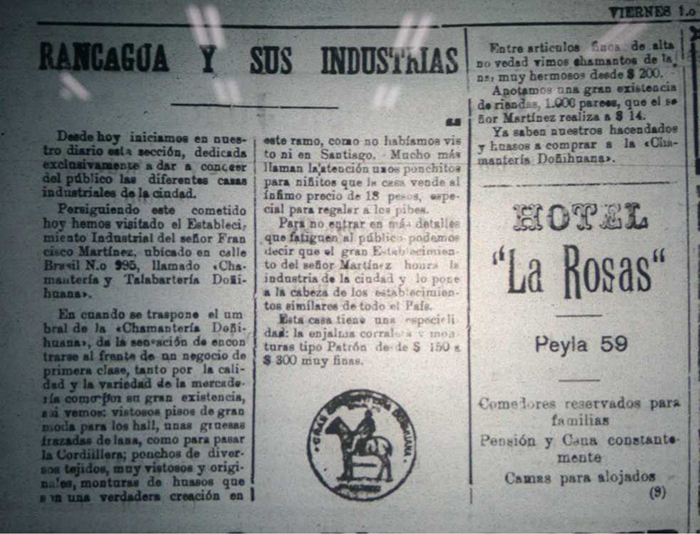 VIERNES 1.o
RANCAGUA Y SUS INDUSTRIAS
Desde hoy iniciamos en nues-
tro diario esta sección, dedicada
exclusivamente a dar a conocer
del público las diferentes casas
industriales de la ciudad.
Persiguiendo este cometido
hoy hemos visitado el Estableci-
miento Industrial del señor Fran
cisco Martínez, ubicado en calle
Brasil N.o 995, llamado «Cha-
mantería y Talabartería Doñi-
huana».
En cuando se traspone el um
bral de la «Chamantería Doñi-
huana», da la sensación de encon
trarse al frente de un negocio de
primera clase, tanto por la cali-
dad y la variedad de la mercade-
ría como por su gran existencia,
así vemos: vistosos pisos de gran
moda para los hall, unas gruesas
frazadas de lana, como para pasar
la Cordillera; ponchos de diver-
sos tejidos, muy vistosos y origi-
nales, monturas de huasos que
son una verdadera creación en
este ramo, como no habíamos vis
to ni en Santiago. Mucho más
llaman la atención unos ponchitos
para niñitos que la casa vende al
ínfimo precio de 18 pesos, espe-
cial para regalar a los pibes.
Para no entrar en más detalles
que fatiguen al público podemos
decir que el gran Establecimien-
to del señor Martínez honra la
industria de la ciudad y lo pone
a la cabeza de los establecimientos
similares de todo el País.
Esta casa tiene una especiali-
dad: la enjalma corralera y mon-
turas tipo Patrón desde $ 150 a
$ 300 muy finas.
Entre artículos finos de alta
novedad vimos chamantos de la-
na; muy hermosos desde $ 200.
Anotamos una gran existencia
de riendas, 1.000 pares, que el se
ñor Martínez realiza a $ 14.
Ya saben nuestros hacendados
y huasos a comprar a la «Cha-
mantería Doñihuana».
HOTEL
"La Rosas"
Peyla 59
Comedores reservados para
familias
Pensión y Cana constante-
mente
Camas para alojados
(9)